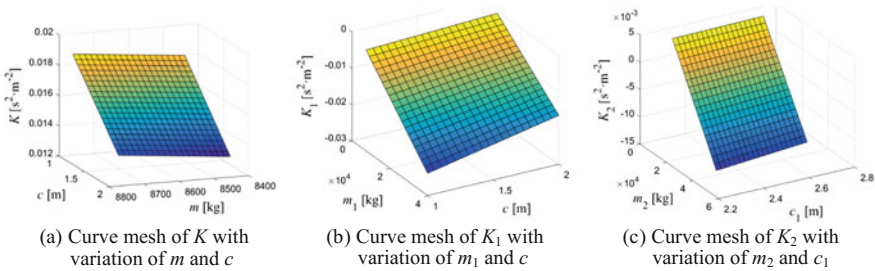 0.02
0.018
0.016
0.014
0.012
K [s²·m⁻²]
1
1.5
2
c [m]
8800
8700
8600
8500
8400
m [kg]
0
-0.01
-0.02
-0.03
K₁ [s²·m⁻²]
0
2
4
×10⁴
m₁ [kg]
1
1.5
2
c [m]
×10⁻³
5
0
-5
-10
-15
K₂ [s²·m⁻²]
0
2
4
6
×10⁴
m₂ [kg]
2.2
2.4
2.6
2.8
c₁ [m]
(a) Curve mesh of K with
variation of m and c
(b) Curve mesh of K₁ with
variation of m₁ and c
(c) Curve mesh of K₂ with
variation of m₂ and c₁